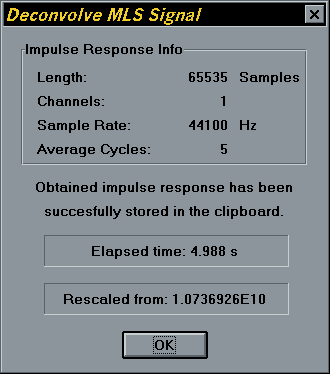 Deconvolve MLS Signal
Impulse Response Info
Length: 65535 Samples
Channels: 1
Sample Rate: 44100 Hz
Average Cycles: 5
Obtained impulse response has been
succesfully stored in the clipboard.
Elapsed time: 4.988 s
Rescaled from: 1.0736926E10
OK